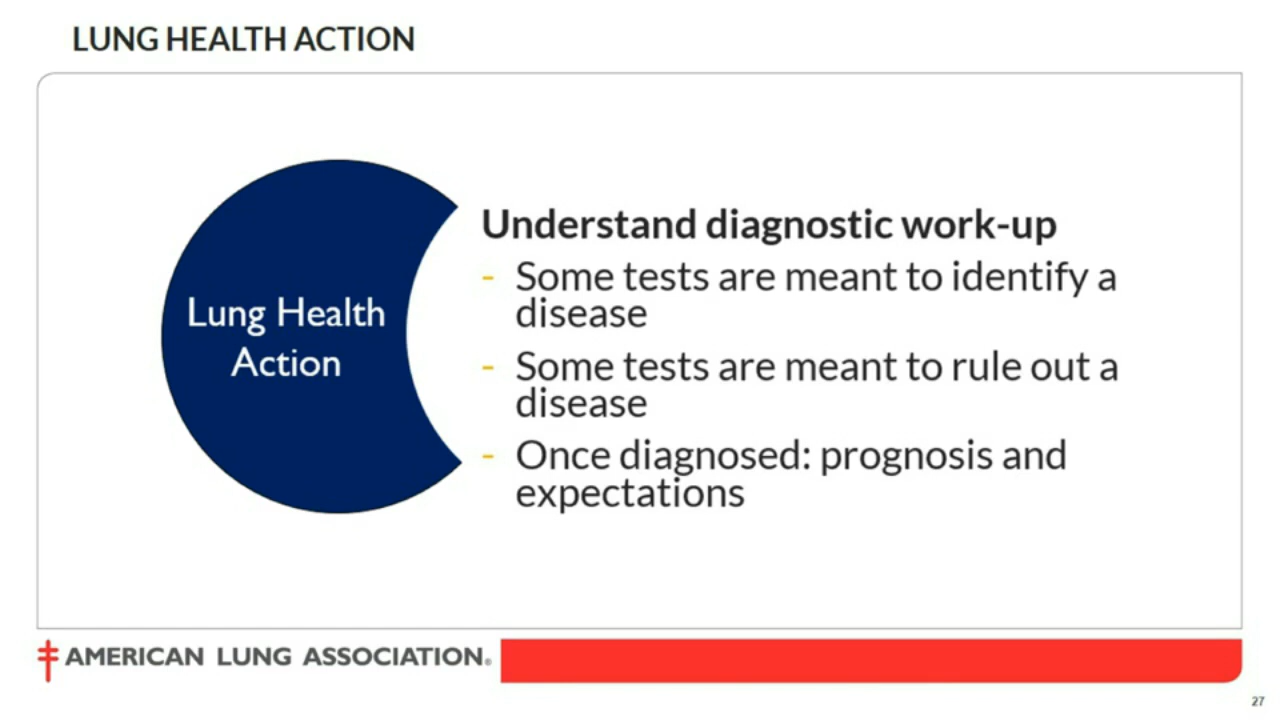 LUNG HEALTH ACTION
Lung Health
Action
Understand diagnostic work-up
- Some tests are meant to identify a
disease
- Some tests are meant to rule out a
disease
- Once diagnosed: prognosis and
expectations
AMERICAN LUNG ASSOCIATION®
27